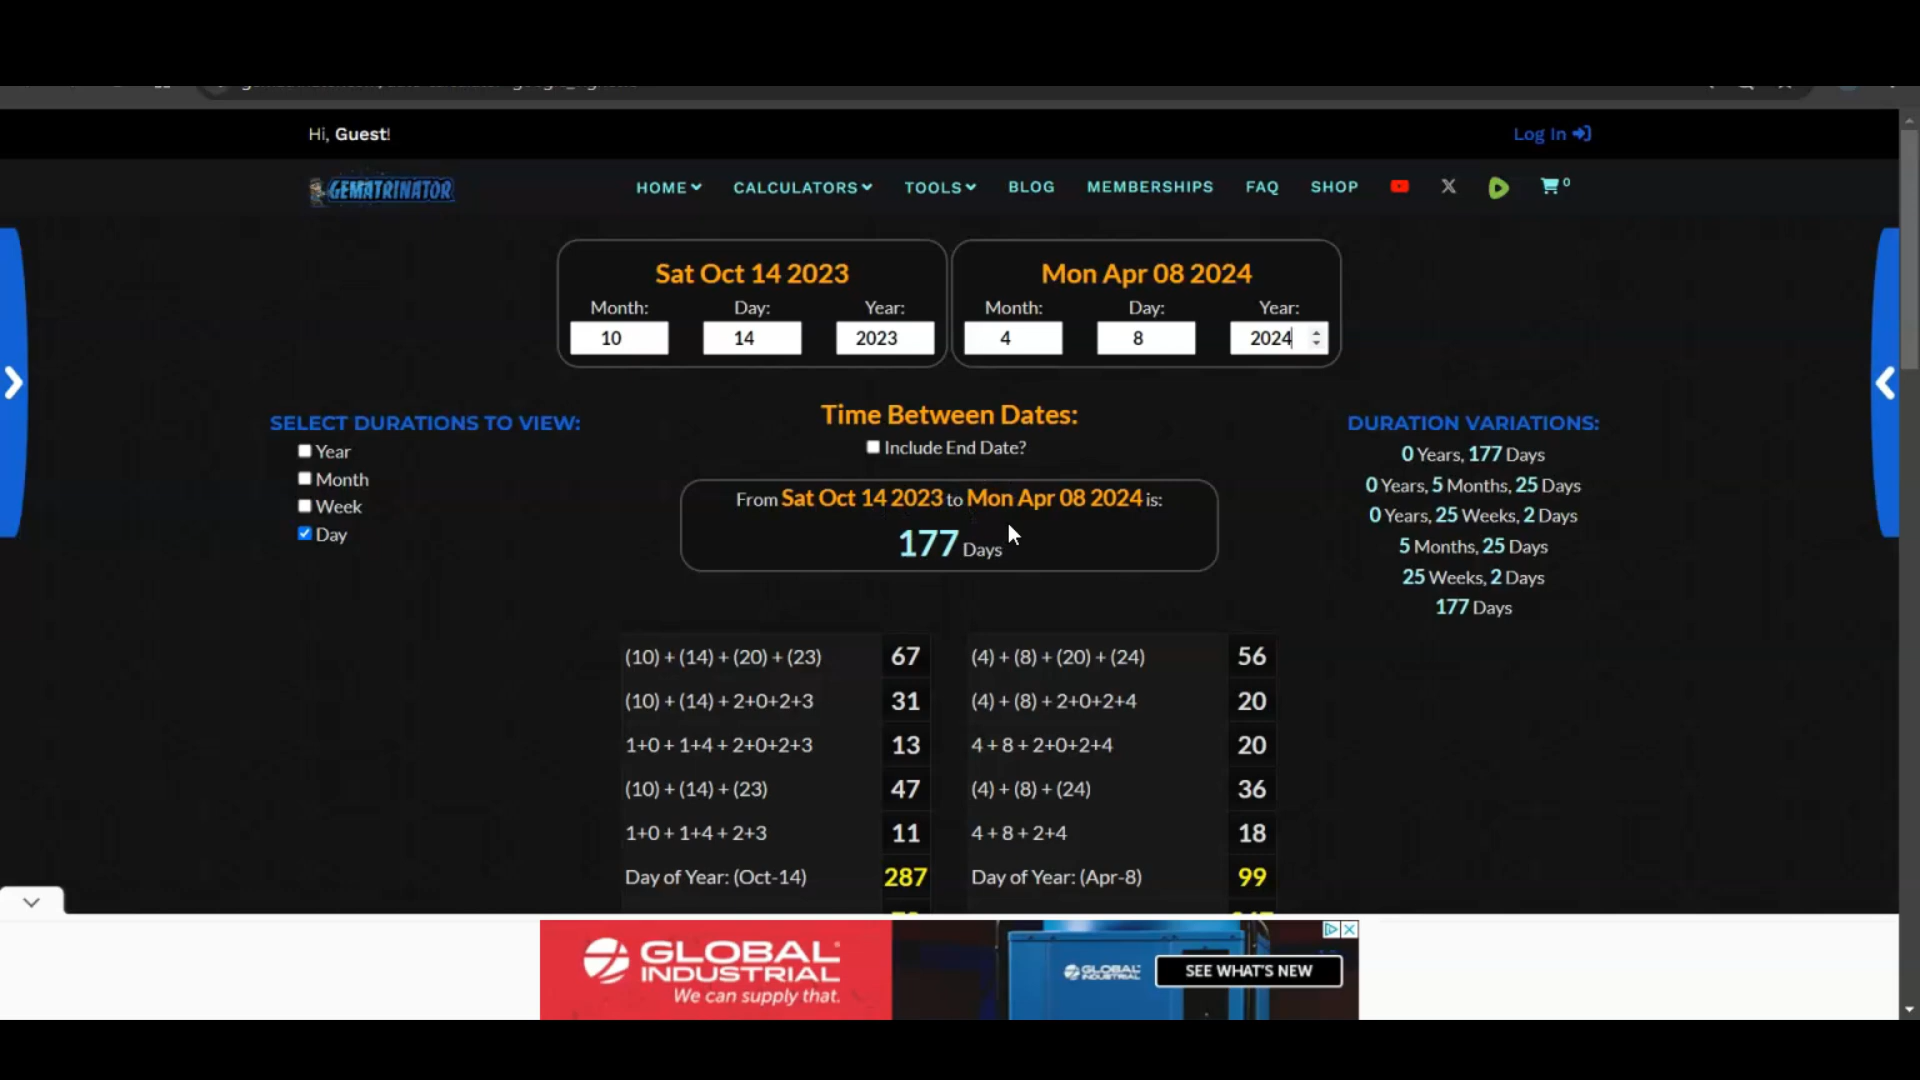 Hi, Guest!
Log In
GEMATRINATOR
HOME CALCULATORS TOOLS BLOG MEMBERSHIPS FAQ SHOP X 0
Sat Oct 14 2023
Month: Day: Year:
10 14 2023
Mon Apr 08 2024
Month: Day: Year:
4 8 2024
SELECT DURATIONS TO VIEW:
Year
Month
Week
Day
Time Between Dates:
Include End Date?
From Sat Oct 14 2023 to Mon Apr 08 2024 is:
177 Days
DURATION VARIATIONS:
0 Years, 177 Days
0 Years, 5 Months, 25 Days
0 Years, 25 Weeks, 2 Days
5 Months, 25 Days
25 Weeks, 2 Days
177 Days
(10) + (14) + (20) + (23) 67
(10) + (14) + 2+0+2+3 31
1+0 + 1+4 + 2+0+2+3 13
(10) + (14) + (23) 47
1+0 + 1+4 + 2+3 11
Day of Year: (Oct-14) 287
(4) + (8) + (20) + (24) 56
(4) + (8) + 2+0+2+4 20
4 + 8 + 2+0+2+4 20
(4) + (8) + (24) 36
4 + 8 + 2+4 18
Day of Year: (Apr-8) 99
GLOBAL
INDUSTRIAL
We can supply that.
GLOBAL
INDUSTRIAL
SEE WHAT'S NEW